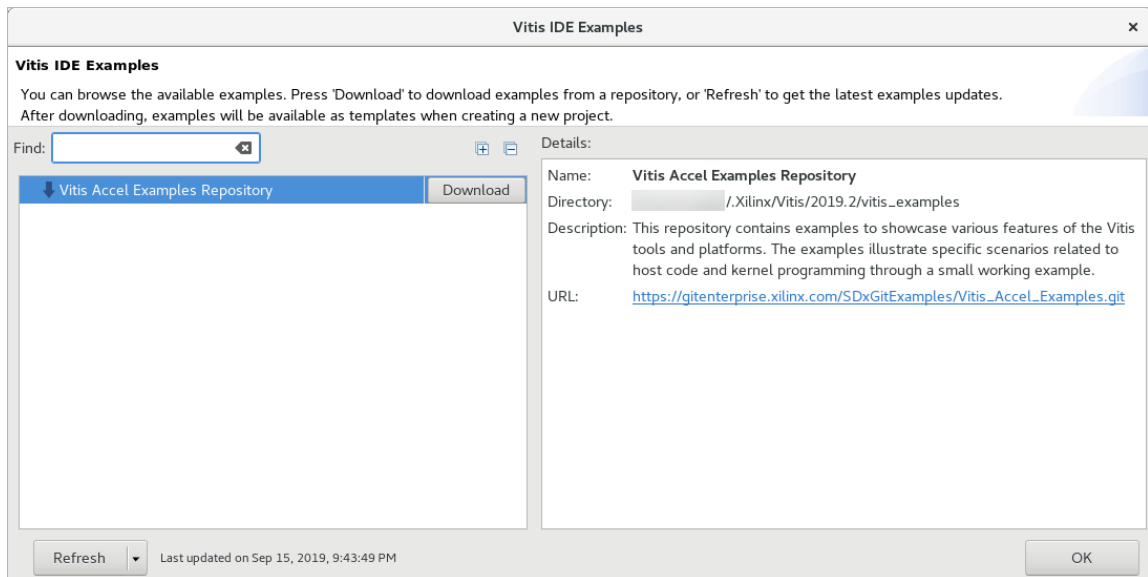 Vitis IDE Examples
Vitis IDE Examples
You can browse the available examples. Press 'Download' to download examples from a repository, or 'Refresh' to get the latest examples updates.
After downloading, examples will be available as templates when creating a new project.
Find:
Vitis Accel Examples Repository
Download
Details:
Name: Vitis Accel Examples Repository
Directory: /.Xilinx/Vitis/2019.2/vitis_examples
Description: This repository contains examples to showcase various features of the Vitis
tools and platforms. The examples illustrate specific scenarios related to
host code and kernel programming through a small working example.
URL: https://gitenterprise.xilinx.com/SDxGitExamples/Vitis_Accel_Examples.git
Refresh
Last updated on Sep 15, 2019, 9:43:49 PM
OK